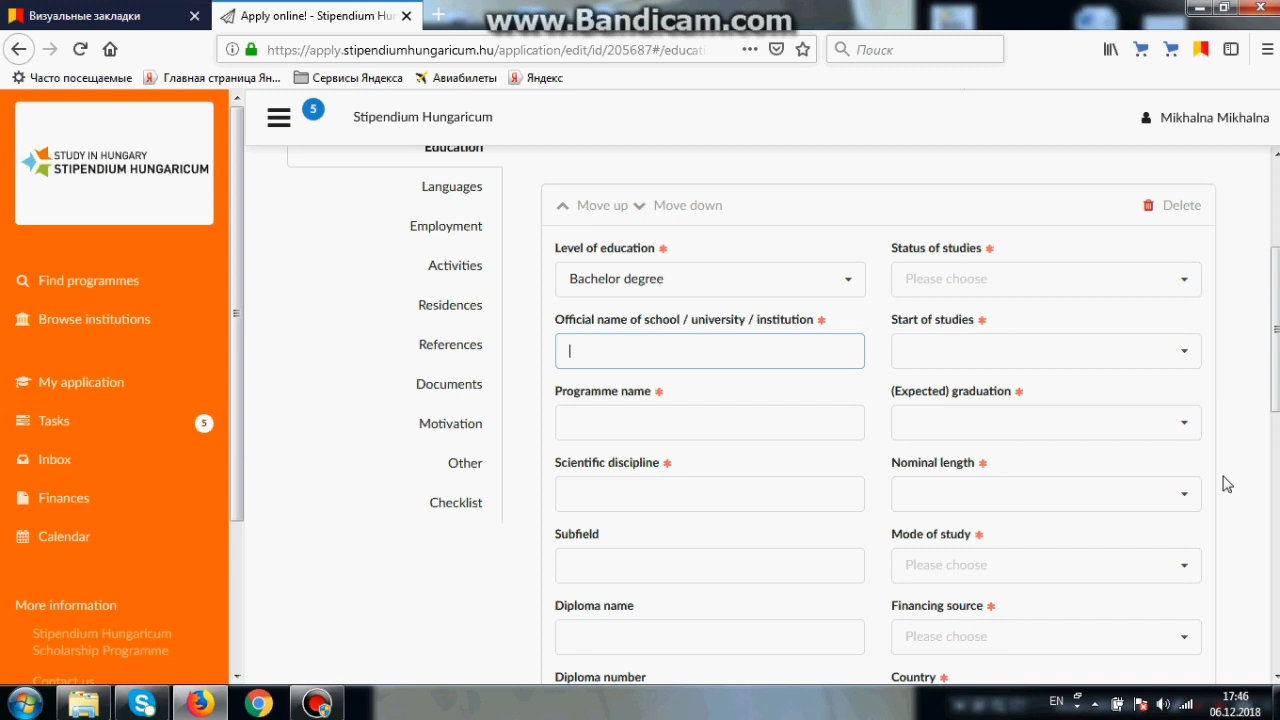 www.Bandicam.com
Визуальные закладки
Apply online! - Stipendium Hur
https://apply.stipendiumhungaricum.hu/application/edit/id/205687#/educati
Поиск
Часто посещаемые
Главная страница Ян...
Сервисы Яндекса
Авиабилеты
Яндекс
STUDY IN HUNGARY
STIPENDIUM HUNGARICUM
5
Stipendium Hungaricum
Mikhalna Mikhalna
Find programmes
Browse institutions
My application
Tasks
5
Inbox
Finances
Calendar
More information
Stipendium Hungaricum
Scholarship Programme
Contact us
Education
Languages
Employment
Activities
Residences
References
Documents
Motivation
Other
Checklist
Move up
Move down
Delete
Level of education *
Bachelor degree
Status of studies *
Please choose
Official name of school / university / institution *
Start of studies *
Programme name *
(Expected) graduation *
Scientific discipline *
Nominal length *
Subfield
Mode of study *
Please choose
Diploma name
Financing source *
Please choose
Diploma number
Country *
EN
17:46
06.12.2018